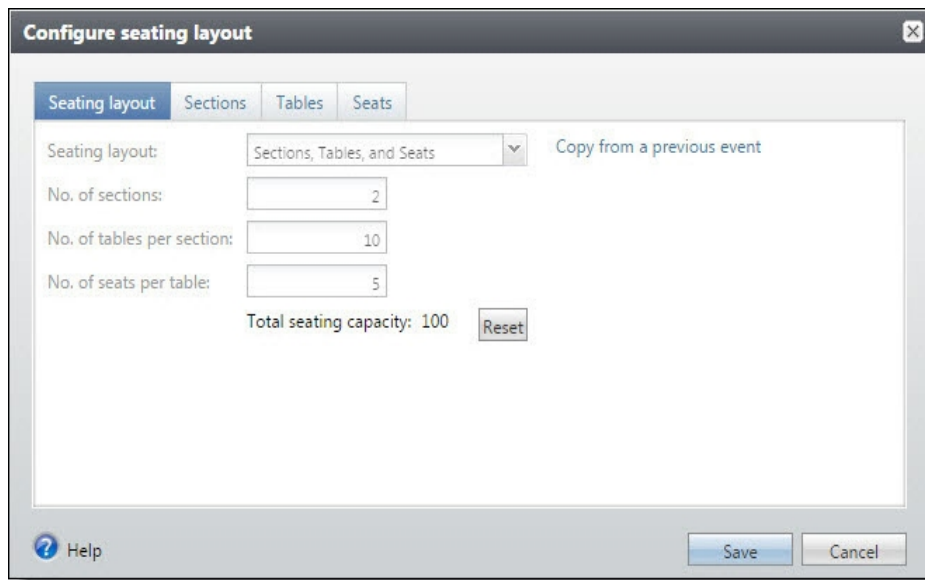 Configure seating layout
Seating layout Sections Tables Seats
Seating layout: Sections, Tables, and Seats Copy from a previous event
No. of sections: 2
No. of tables per section: 10
No. of seats per table: 5
Total seating capacity: 100 Reset
Help Save Cancel